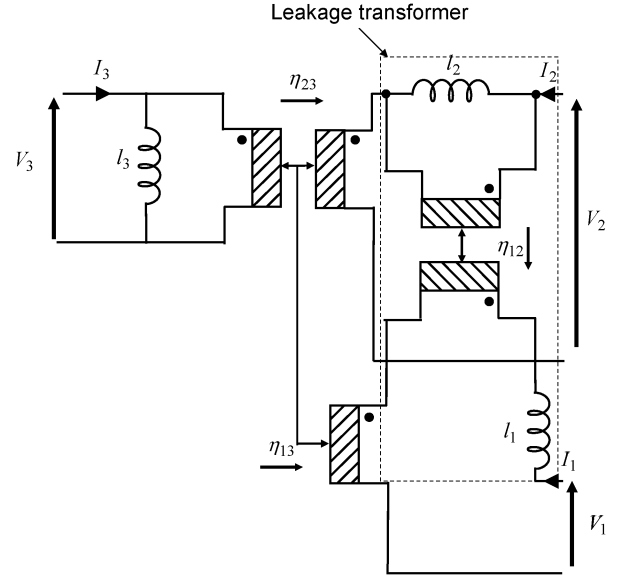 Leakage transformer
I3
η23
l2
I2
V3
l3
V2
η12
l1
η13
I1
V1